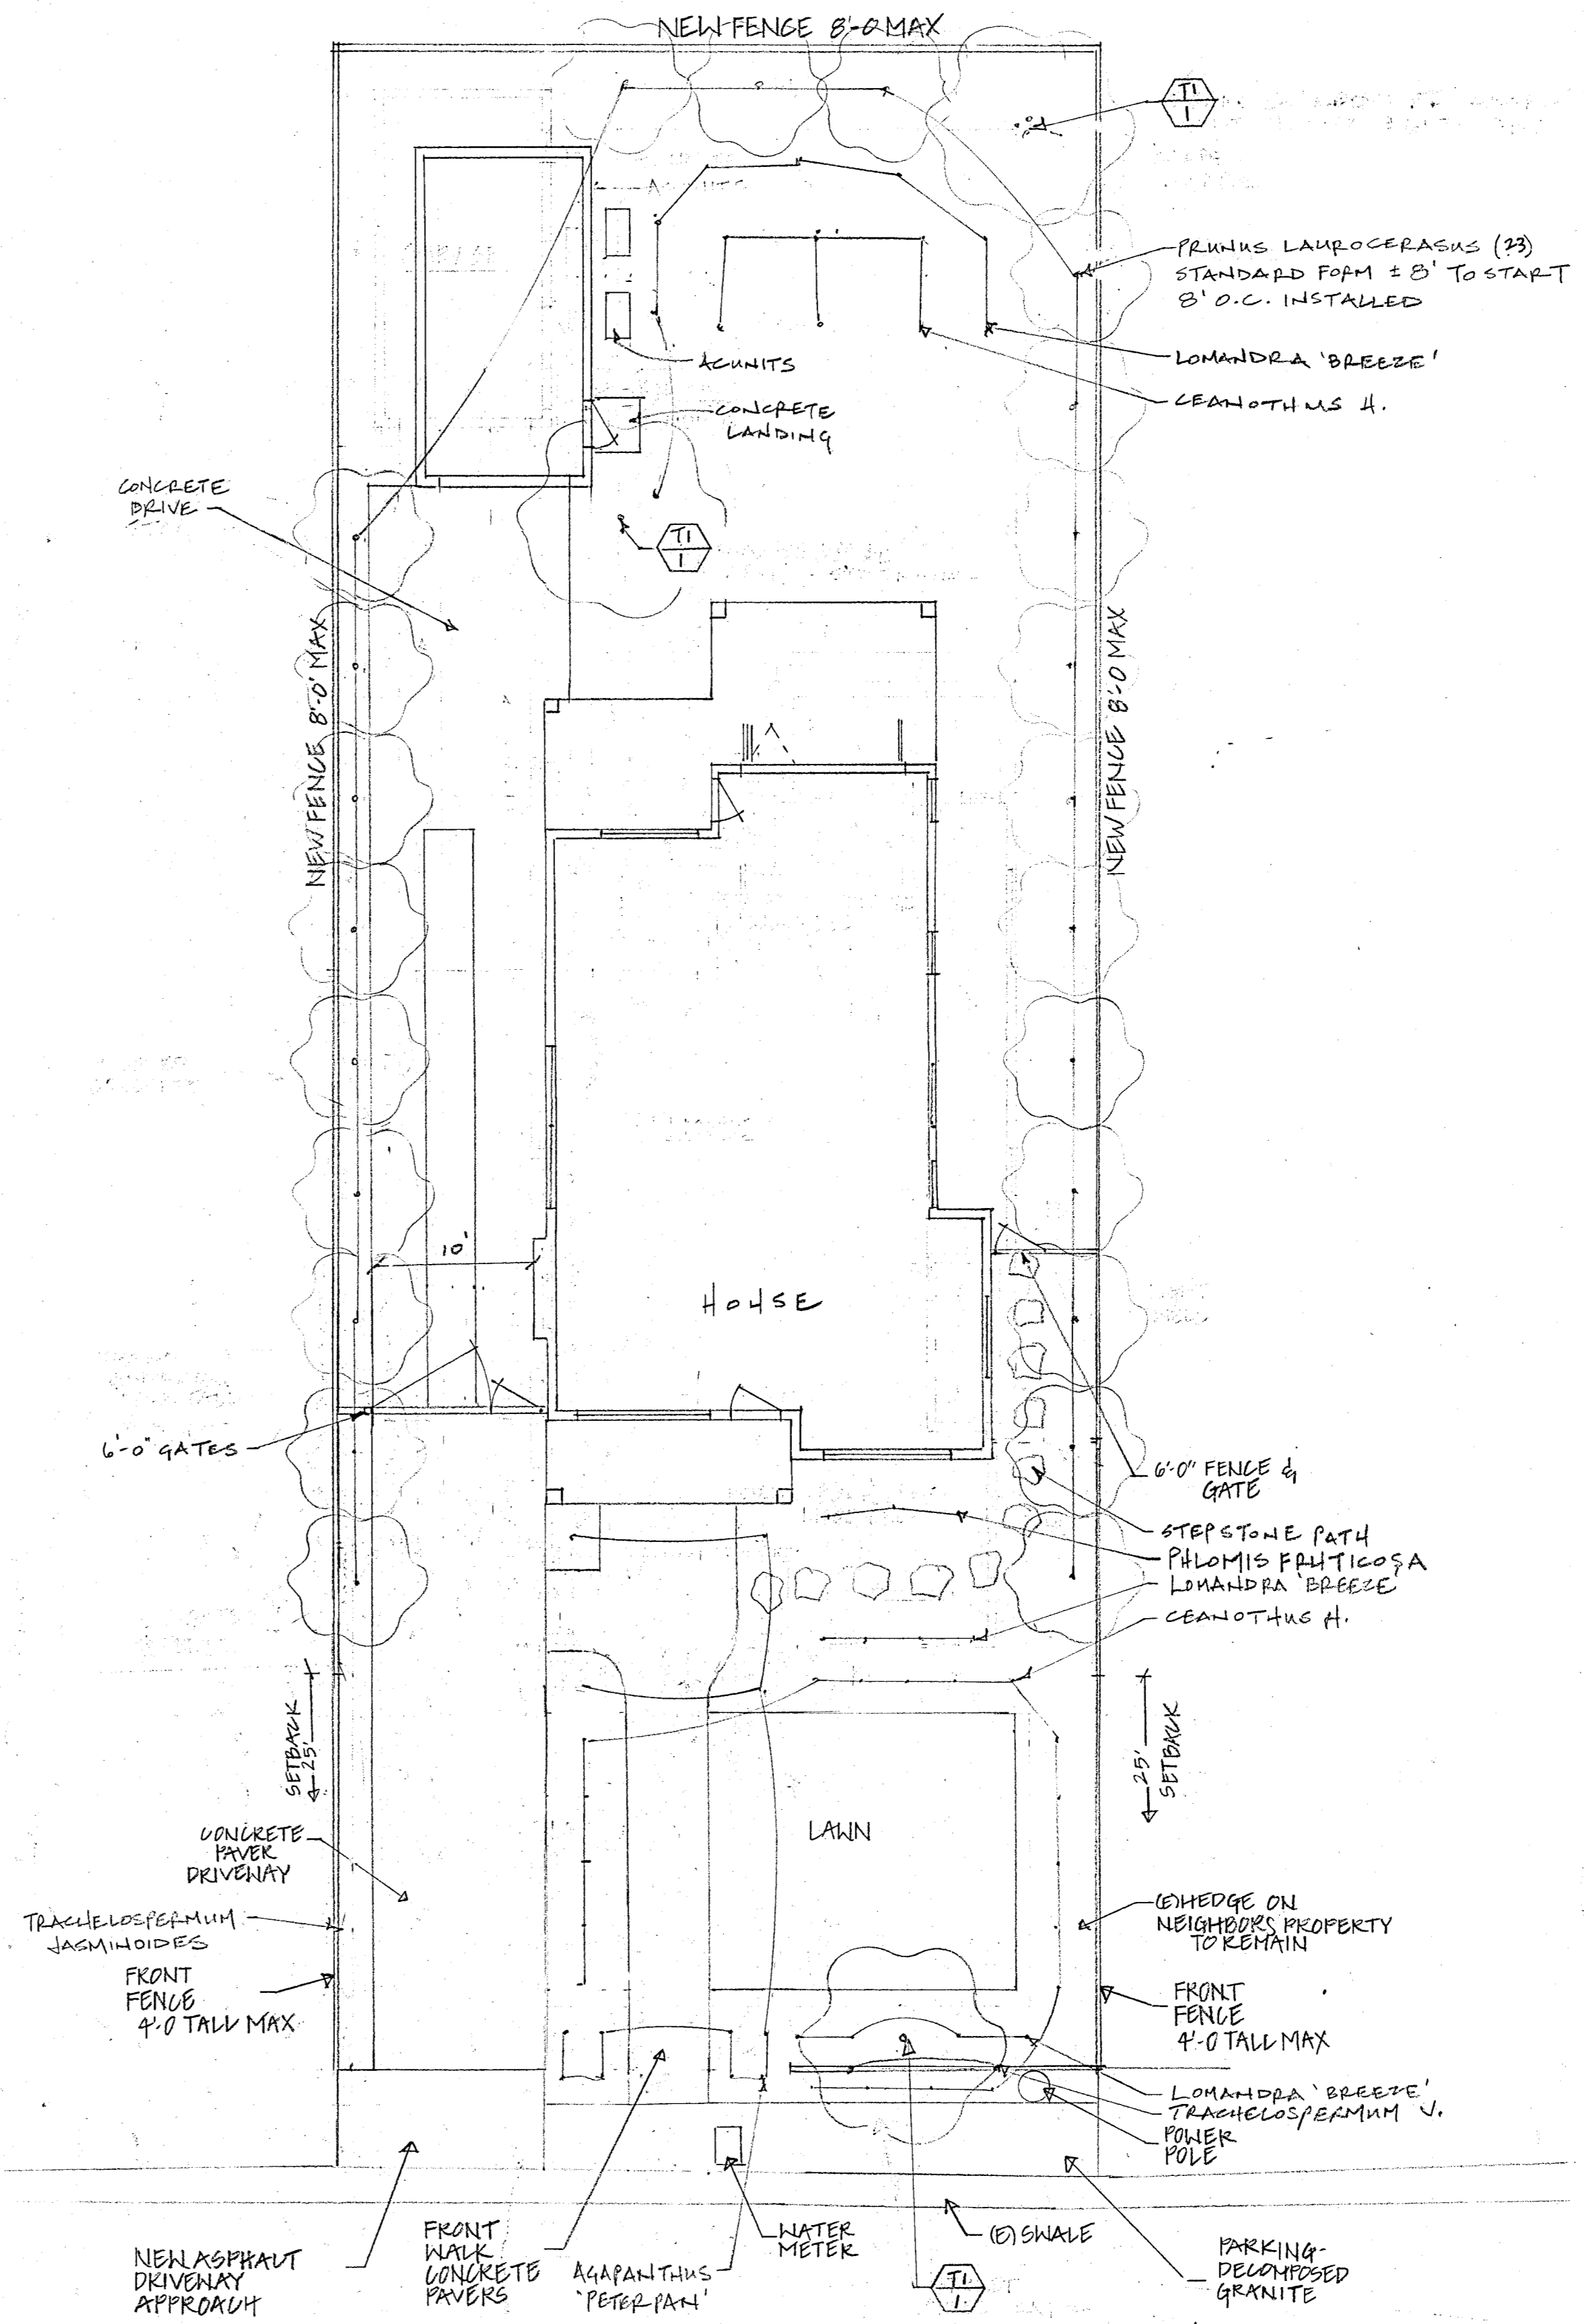 NEW FENCE 8'-0 MAX
T1
1
PRUNUS LAUROCERASUS (23)
STANDARD FORM ± 8' TO START
8' O.C. INSTALLED
LOMANDRA 'BREEZE'
CEANOTHUS H.
AC UNITS
CONCRETE
LANDING
CONCRETE
DRIVE
T1
1
NEW FENCE 8'-0" MAX
NEW FENCE 8'-0 MAX
10'
HOUSE
6'-0" GATES
6'-0" FENCE &
GATE
STEPSTONE PATH
PHLOMIS FRUTICOSA
LOMANDRA 'BREEZE'
CEANOTHUS H.
SETBACK
25'
25'
SETBACK
LAWN
CONCRETE
PAVER
DRIVEWAY
TRACHELOSPERMUM
JASMINOIDES
FRONT
FENCE
4'-0 TALL MAX
(E) HEDGE ON
NEIGHBORS PROPERTY
TO REMAIN
FRONT
FENCE
4'-0 TALL MAX
LOMANDRA 'BREEZE'
TRACHELOSPERMUM J.
POWER
POLE
NEW ASPHALT
DRIVEWAY
APPROACH
FRONT
WALK
CONCRETE
PAVERS
AGAPANTHUS
'PETER PAN'
WATER
METER
(E) SWALE
T1
1
PARKING-
DECOMPOSED
GRANITE